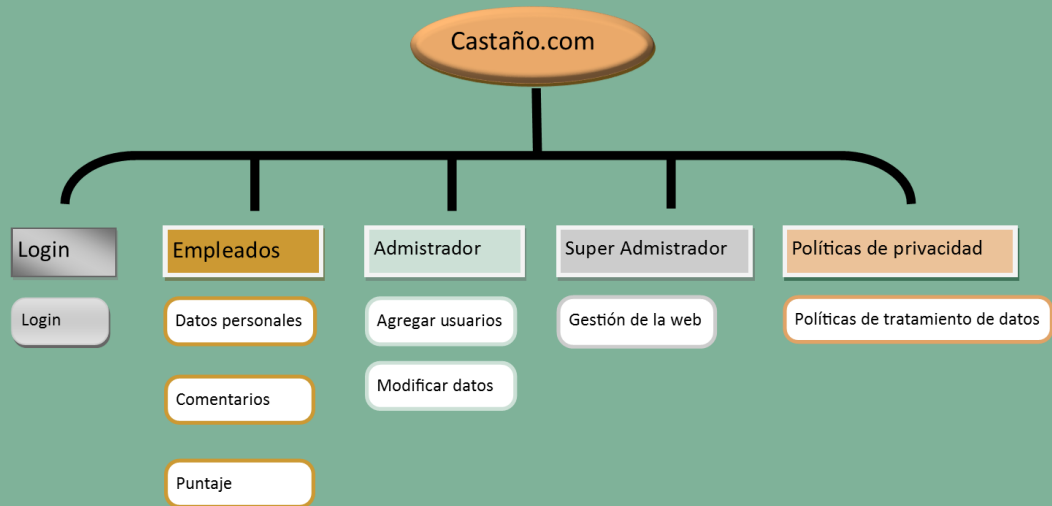 Castaño.com
Login
Empleados
Admistrador
Super Admistrador
Políticas de privacidad
Login
Datos personales
Agregar usuarios
Gestión de la web
Políticas de tratamiento de datos
Comentarios
Modificar datos
Puntaje